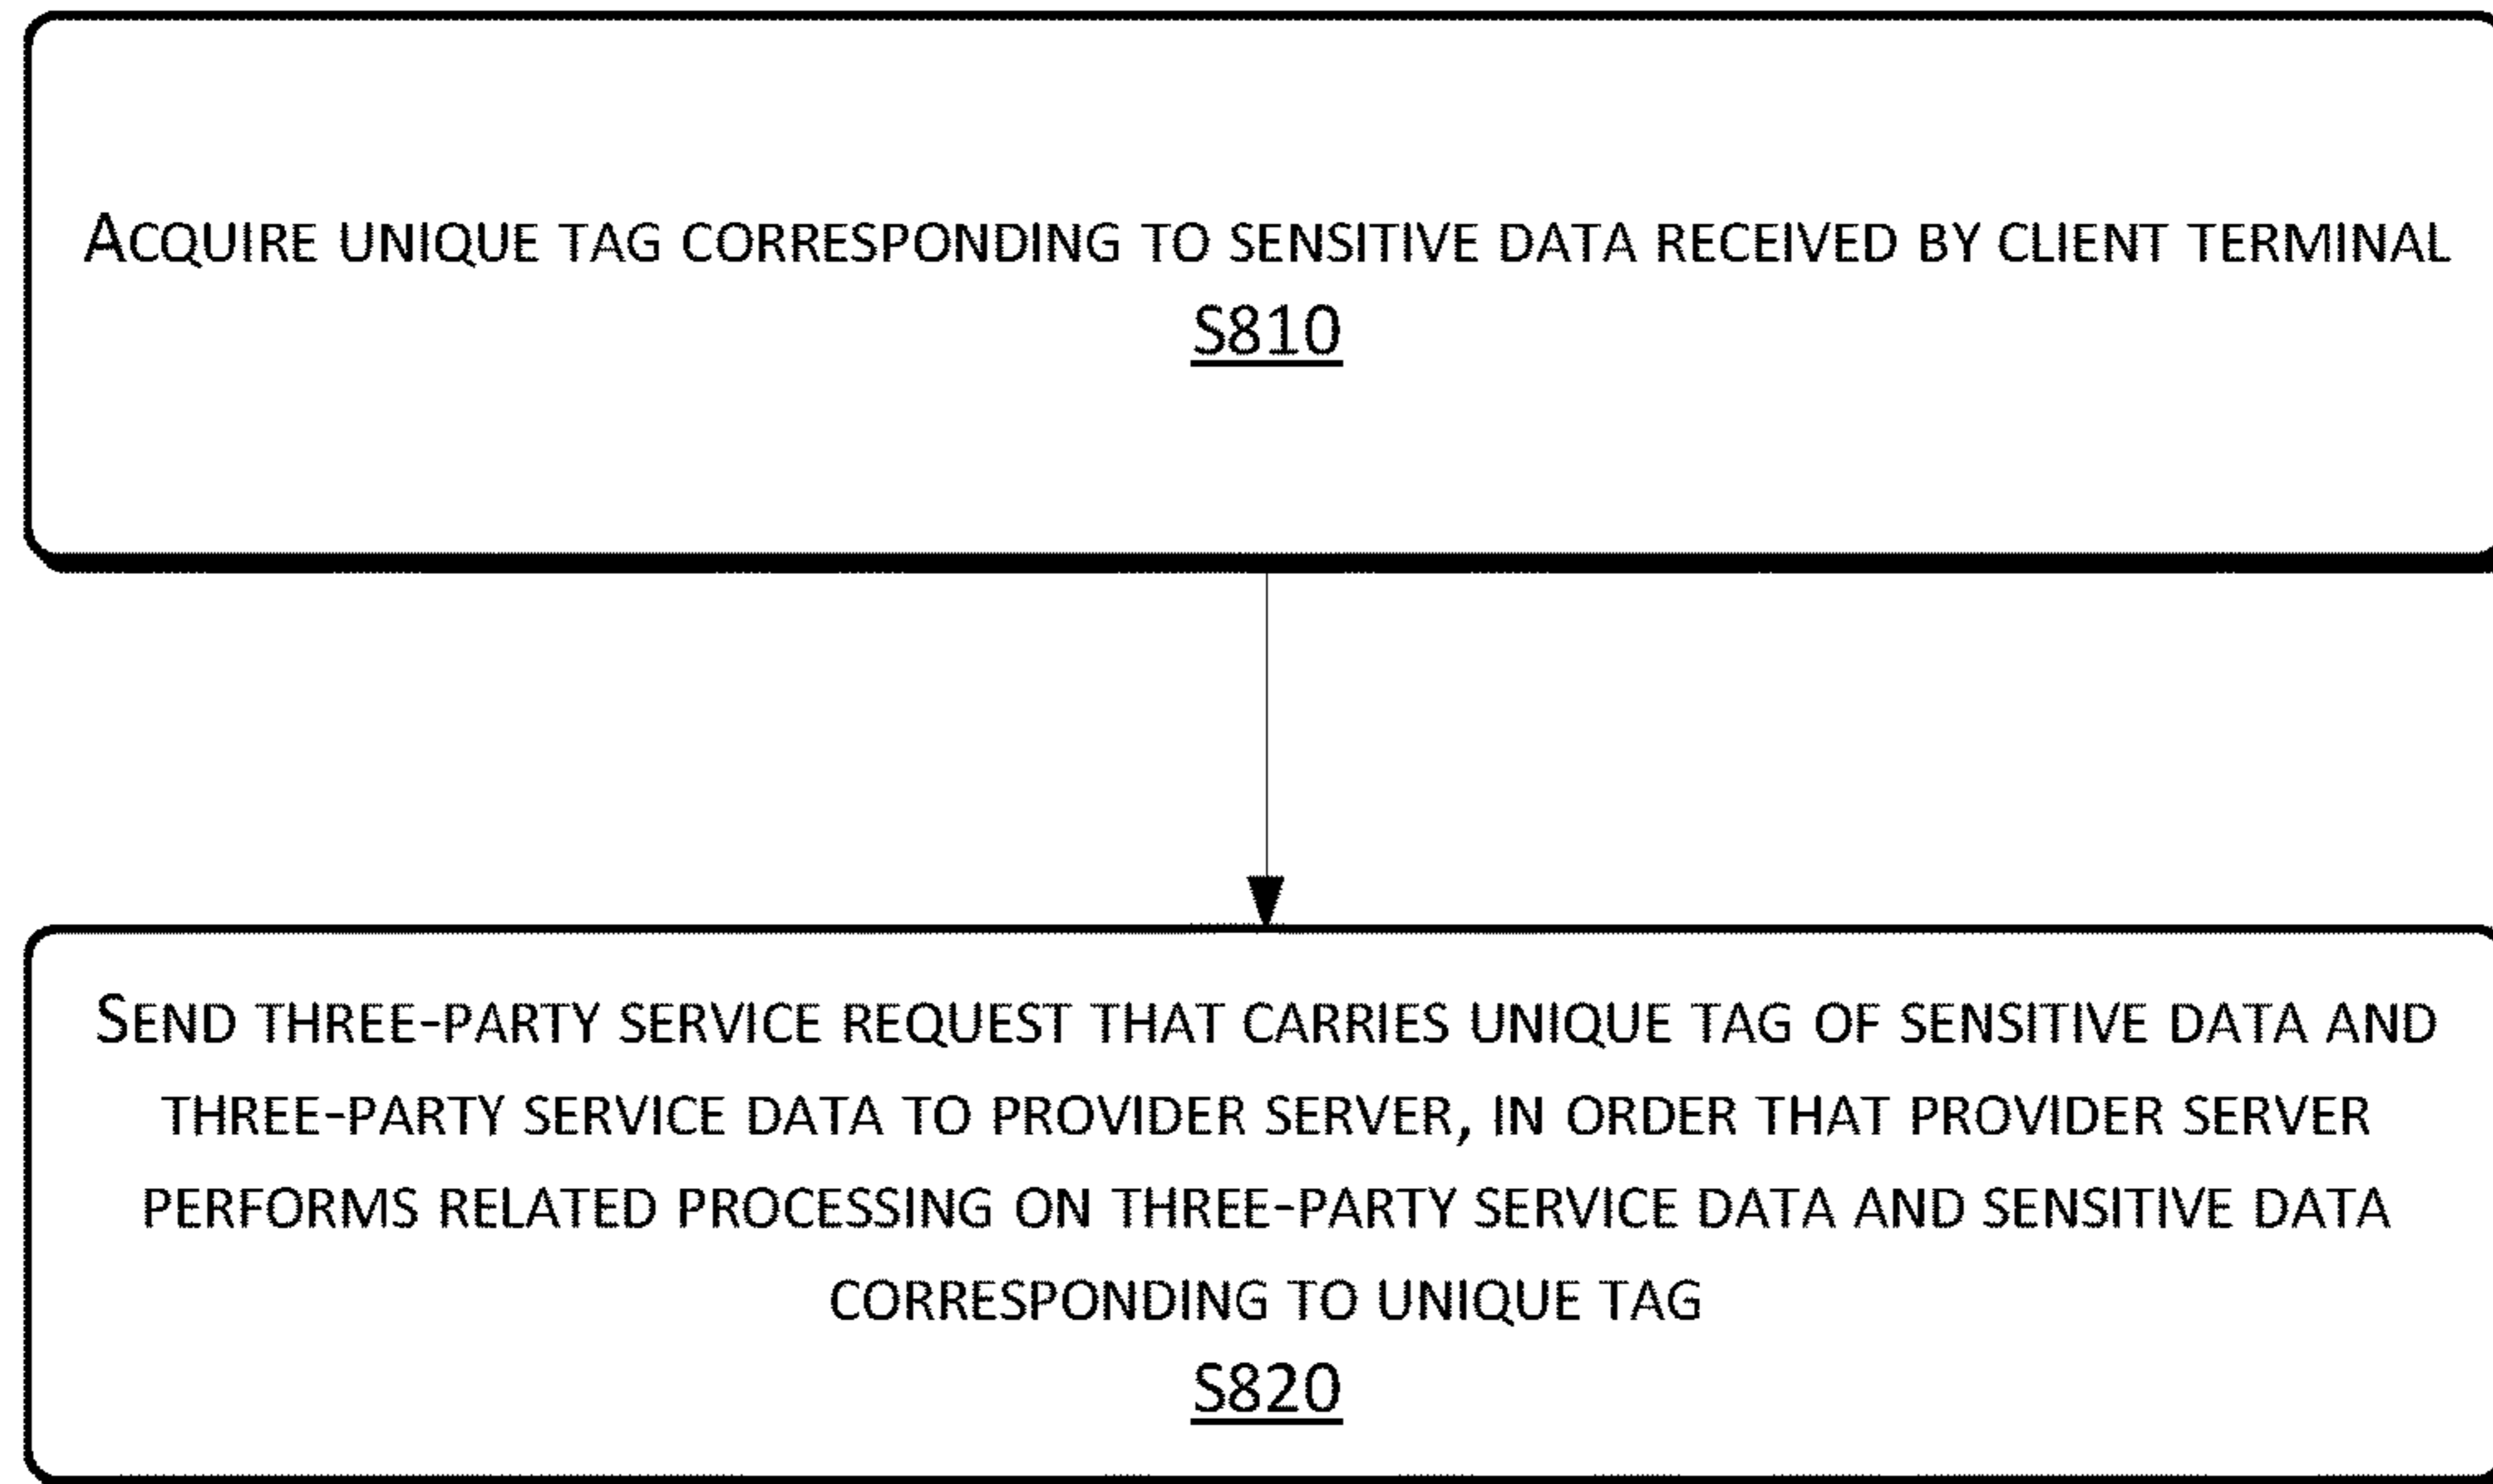 ACQUIRE UNIQUE TAG CORRESPONDING TO SENSITIVE DATA RECEIVED BY CLIENT TERMINAL
S810
SEND THREE-PARTY SERVICE REQUEST THAT CARRIES UNIQUE TAG OF SENSITIVE DATA AND
THREE-PARTY SERVICE DATA TO PROVIDER SERVER, IN ORDER THAT PROVIDER SERVER
PERFORMS RELATED PROCESSING ON THREE-PARTY SERVICE DATA AND SENSITIVE DATA
CORRESPONDING TO UNIQUE TAG
S820